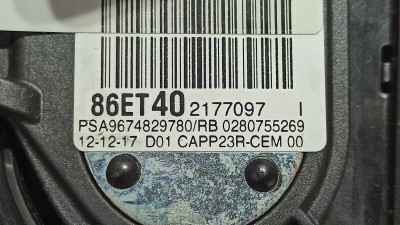 86ET40 2177097 I
PSA9674829780/RB 0280755269
12-12-17 D01 CAPP23R-CEM 00